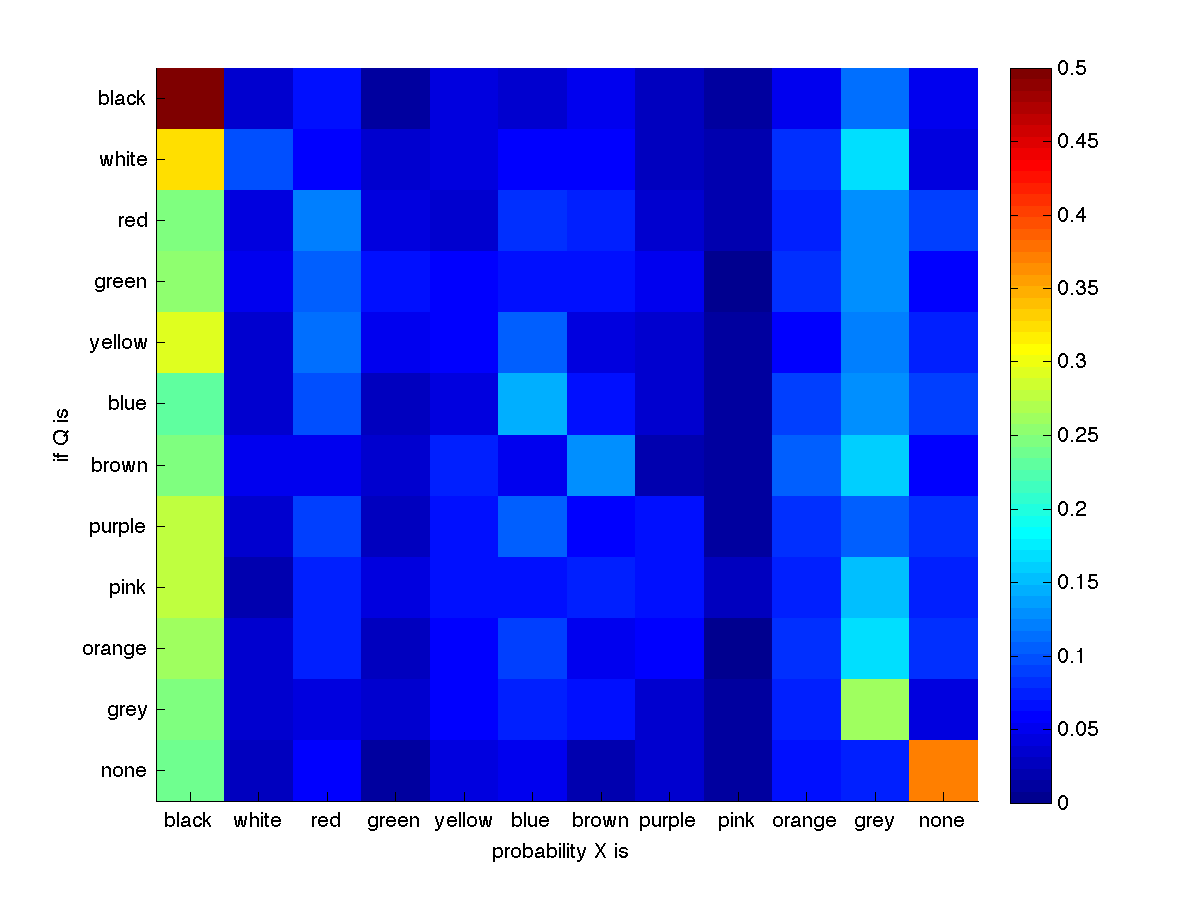 if Q is
black
white
red
green
yellow
blue
brown
purple
pink
orange
grey
none
black white red green yellow blue brown purple pink orange grey none
probability X is
0.5
0.45
0.4
0.35
0.3
0.25
0.2
0.15
0.1
0.05
0